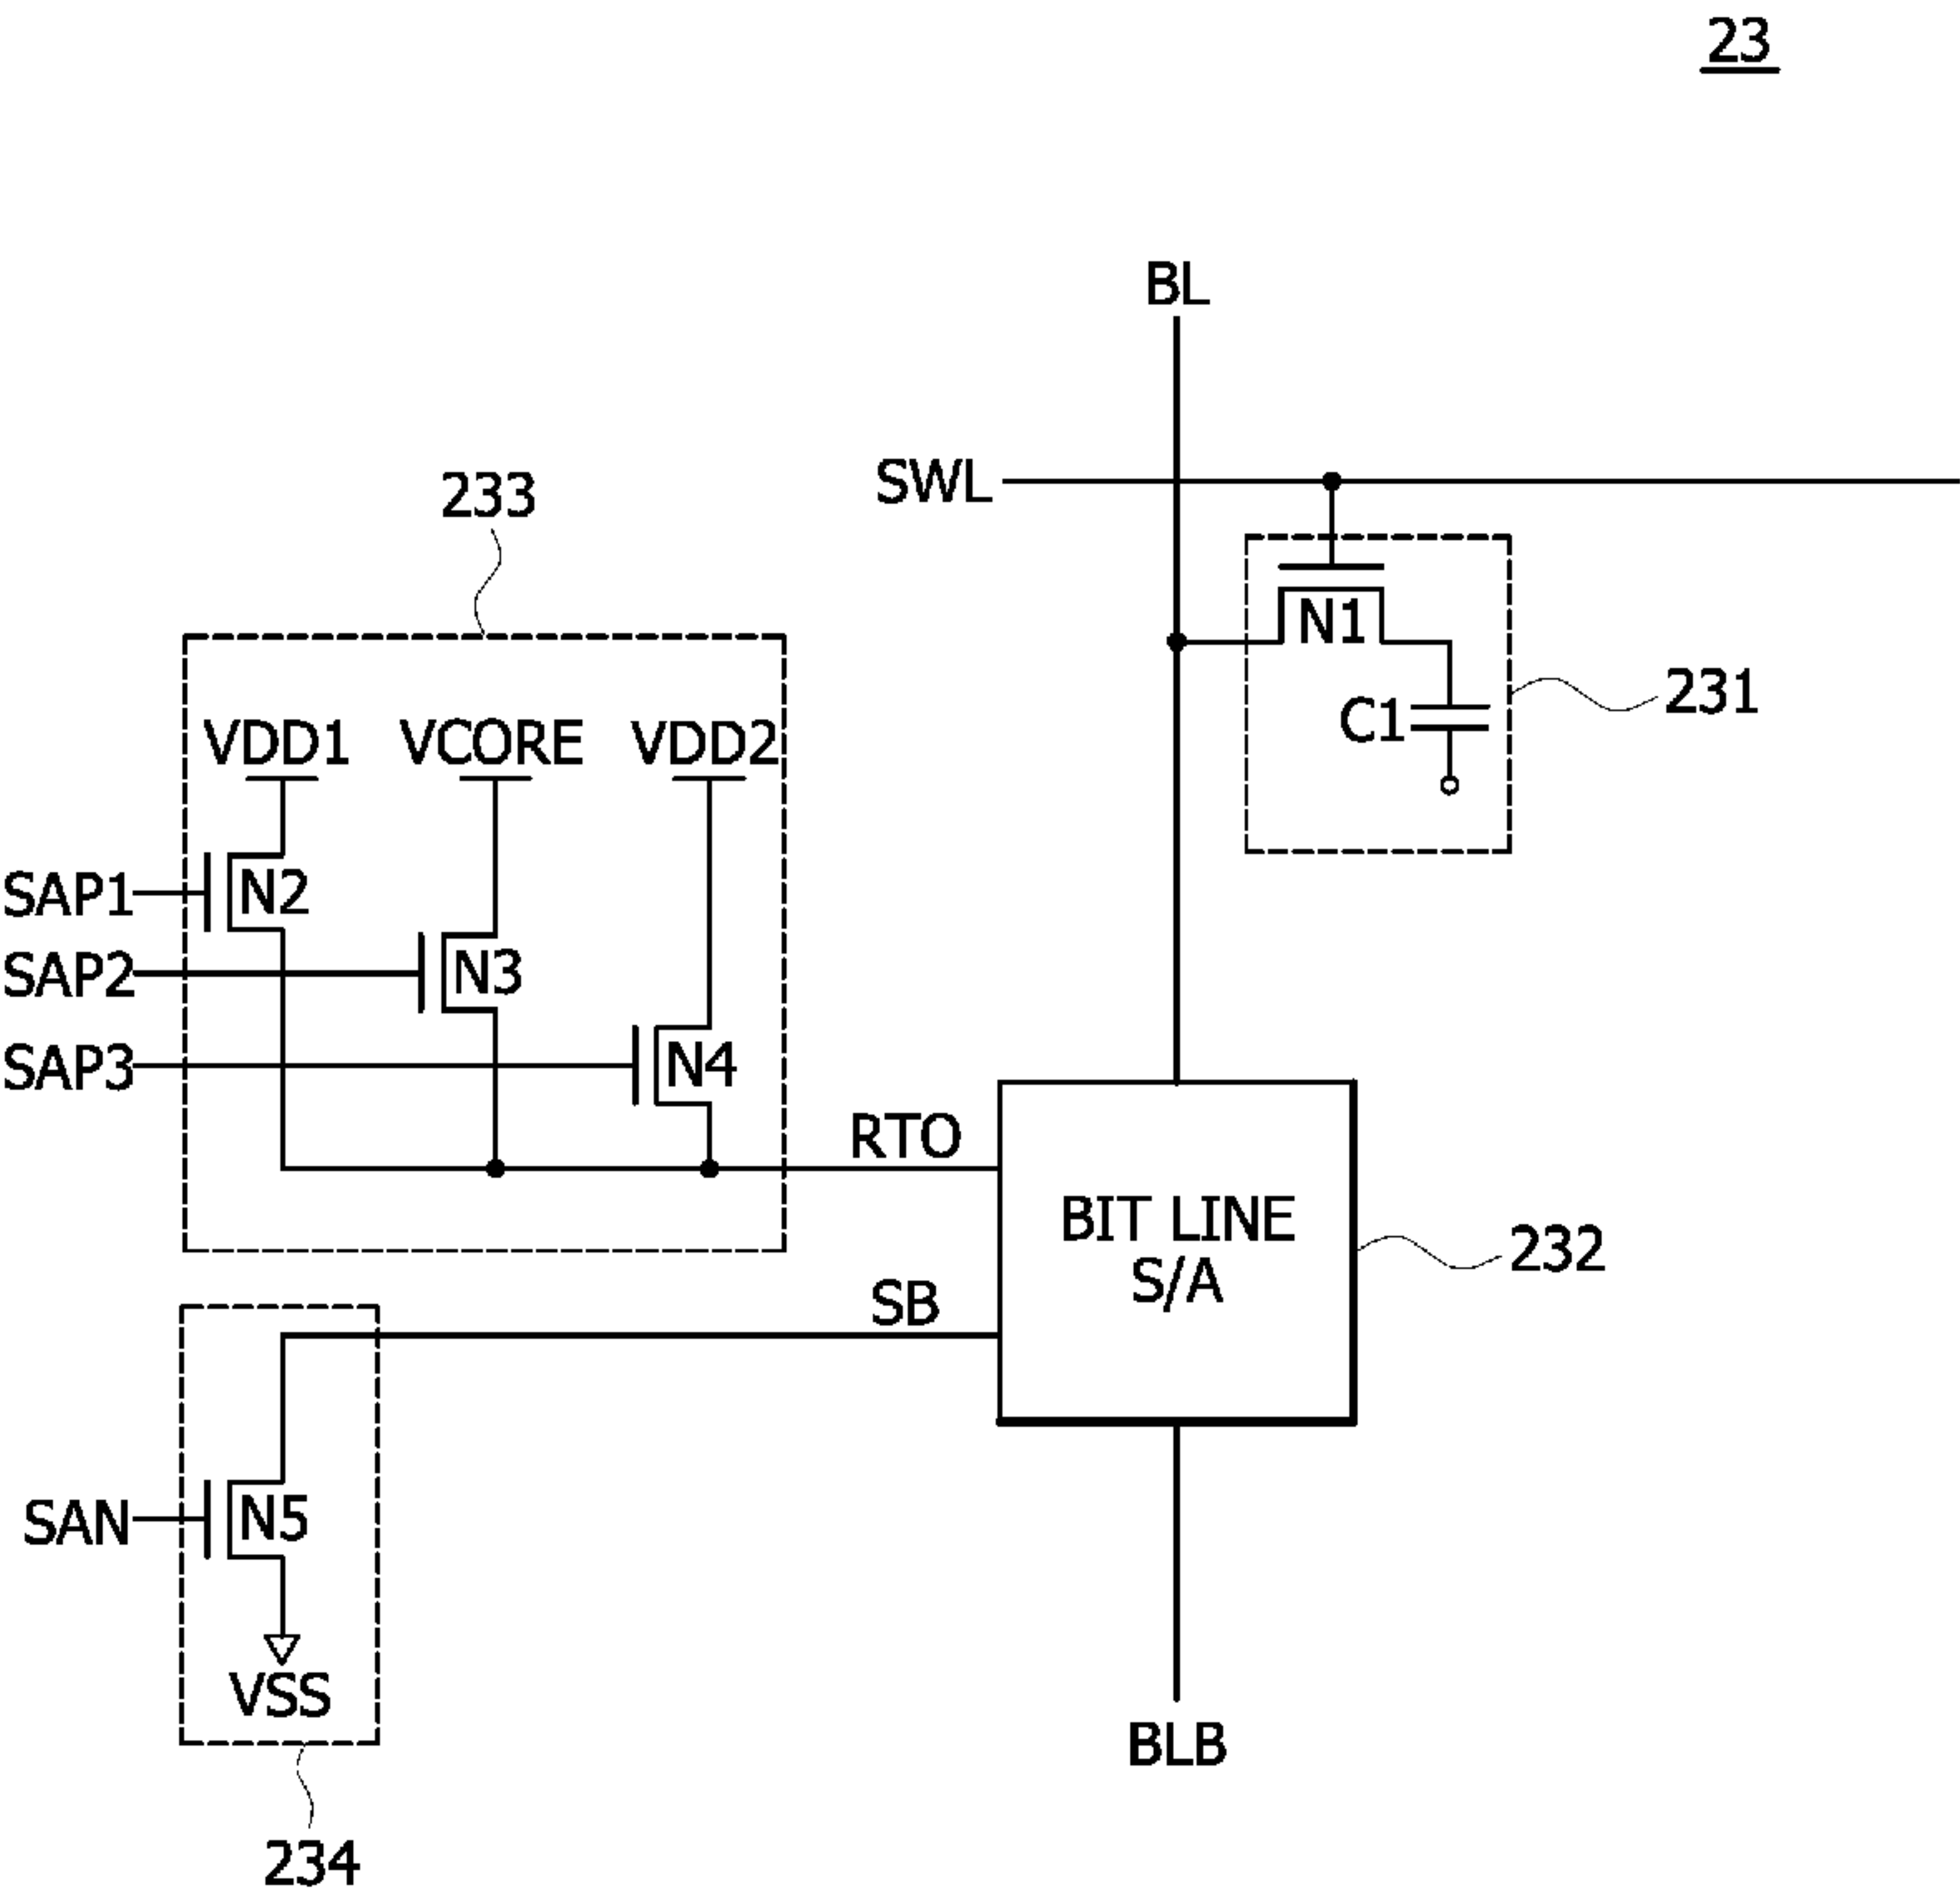 23
BL
SWL
233
N1
231
C1
VDD1 VCORE VDD2
SAP1
N2
SAP2
N3
SAP3
N4
RTO
BIT LINE
S/A
232
SB
SAN
N5
VSS
BLB
234